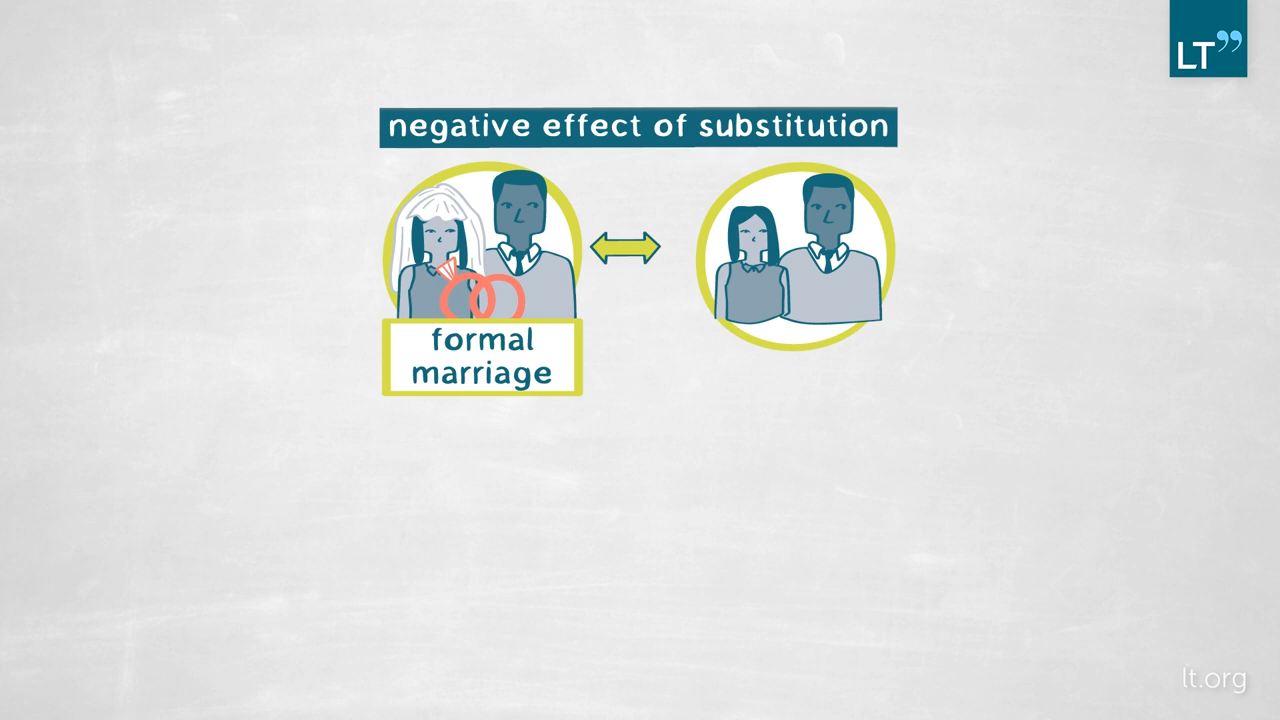 LT”
negative effect of substitution
formal
marriage
lt.org